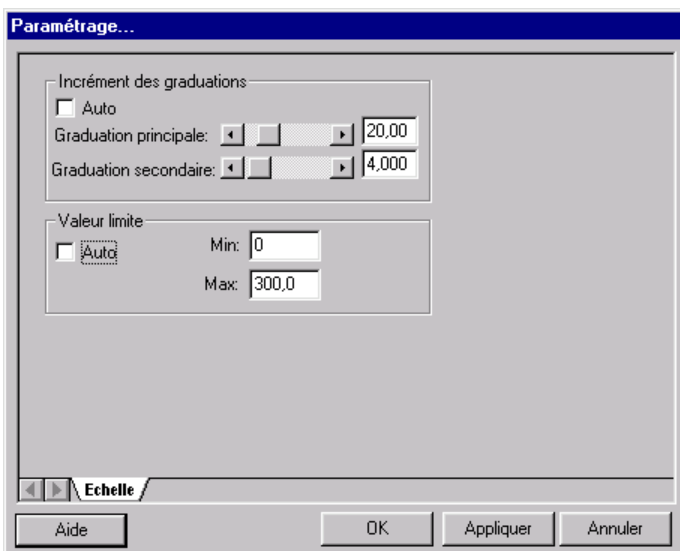 Paramétrage...
Incrément des graduations
Auto
Graduation principale: 20,00
Graduation secondaire: 4,000
Valeur limite
Auto Min: 0
Max: 300,0
Echelle
Aide OK Appliquer Annuler